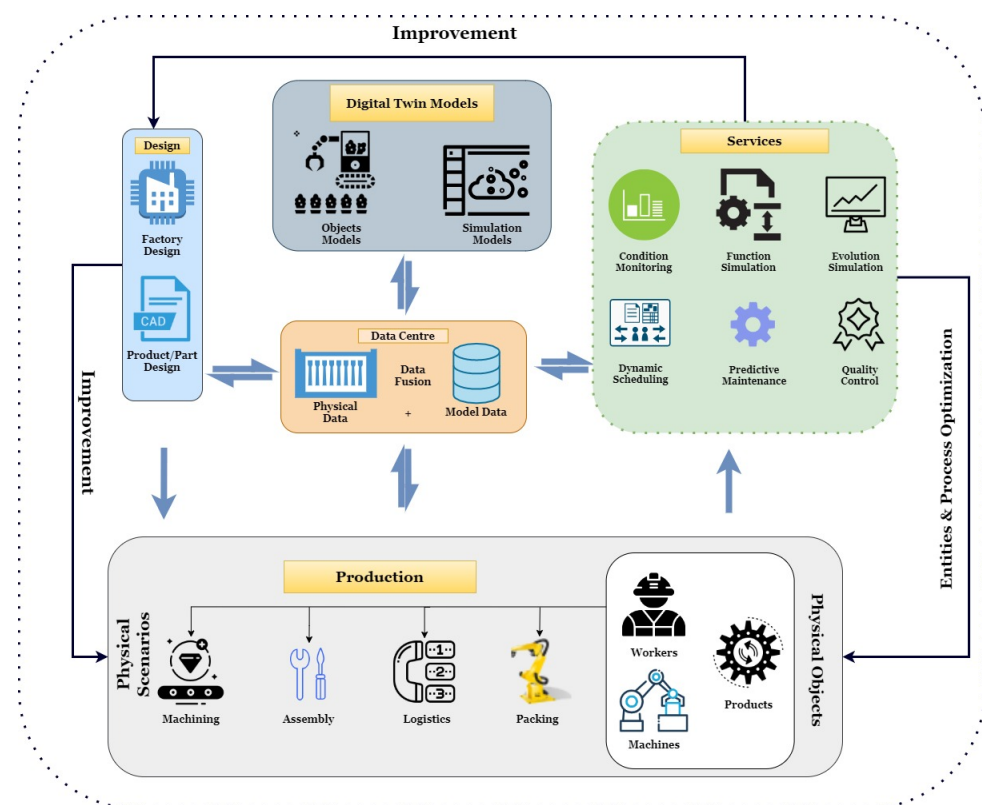 Improvement
Digital Twin Models
Objects
Models
Simulation
Models
Design
Factory
Design
CAD
Product/Part
Design
Services
Condition
Monitoring
Function
Simulation
Evolution
Simulation
Dynamic
Scheduling
Predictive
Maintenance
Quality
Control
Data Centre
Physical
Data
Data
Fusion
+
Model Data
Improvement
Entities & Process Optimization
Production
Physical
Scenarios
Machining
Assembly
1
2
3
Logistics
Packing
Workers
Machines
Products
Physical Objects